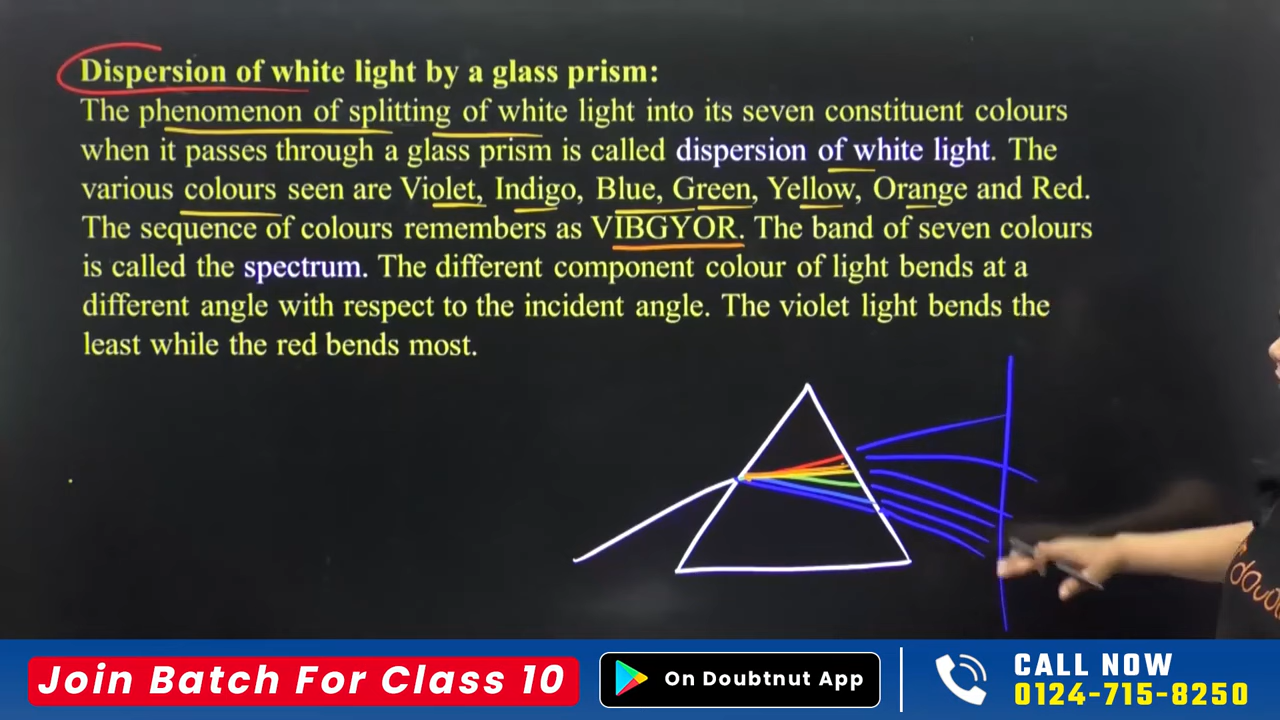 Dispersion of white light by a glass prism:
The phenomenon of splitting of white light into its seven constituent colours
when it passes through a glass prism is called dispersion of white light. The
various colours seen are Violet, Indigo, Blue, Green, Yellow, Orange and Red.
The sequence of colours remembers as VIBGYOR. The band of seven colours
is called the spectrum. The different component colour of light bends at a
different angle with respect to the incident angle. The violet light bends the
least while the red bends most.
Join Batch For Class 10
On Doubtnut App
CALL NOW
0124-715-8250